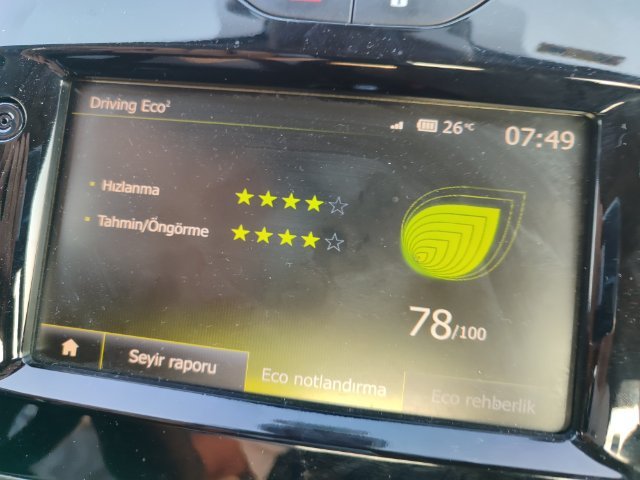 Driving Eco²
26°C 07:49
Hızlanma
Tahmin/Öngörme
78/100
Seyir raporu
Eco notlandırma
Eco rehberlik